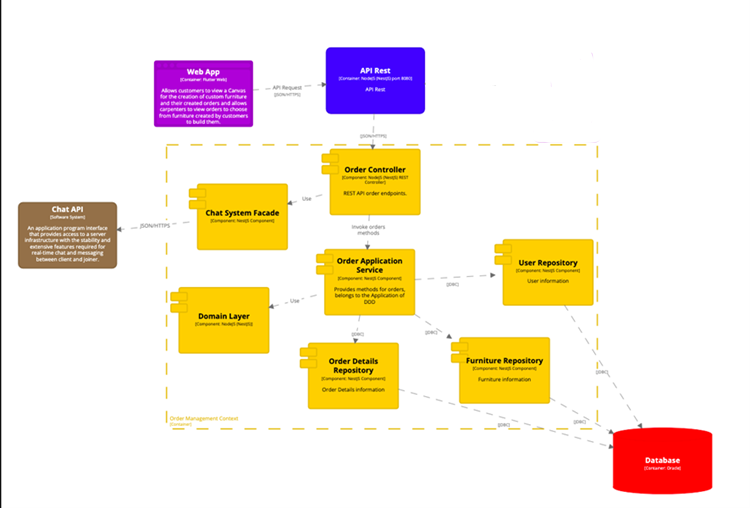 Web App
[Container: Flutter Web]
Allows customers to view a Canvas
for the creation of custom furniture
and their created orders and allows
carpenters to view orders to choose
from furniture created by customers
to build them.
API Request
[JSON/HTTPS]
API Rest
[Container: NodeJS (NestJS) port 8080]
API Rest
[JSON/HTTPS]
Order Controller
[Component: NodeJS (NestJS) REST
Controller]
REST API order endpoints.
Use
Chat System Facade
[Component: NestJS Component]
JSON/HTTPS
Chat API
[Software System]
An application program interface
that provides access to a server
infrastructure with the stability and
extensive features required for
real-time chat and messaging
between client and joiner.
Invoke orders
methods
Order Application
Service
[Component: NestJS Component]
Provides methods for orders,
belongs to the Application of
DDD
[JDBC]
User Repository
[Component: NestJS Component]
User information
Use
Domain Layer
[Component: NodeJS (NestJS)]
[JDBC]
[JDBC]
Order Details
Repository
[Component: NestJS Component]
Order Details information
Furniture Repository
[Component: NestJS Component]
Furniture information
[JDBC]
[JDBC]
[JDBC]
Order Management Context
[Container]
Database
[Container: Oracle]